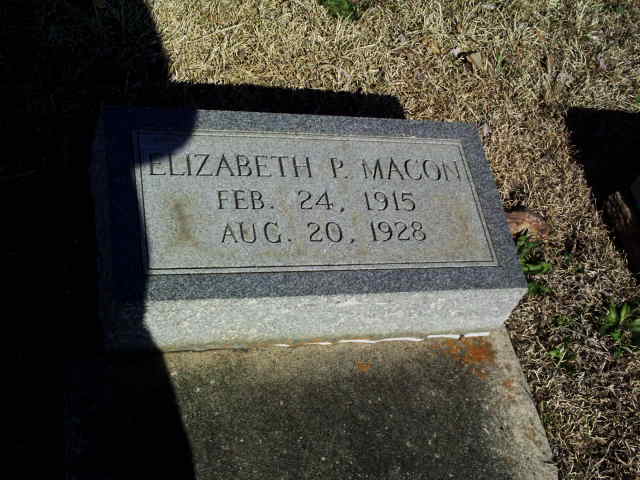 ELIZABETH P. MACON
FEB. 24, 1915
AUG. 20, 1928